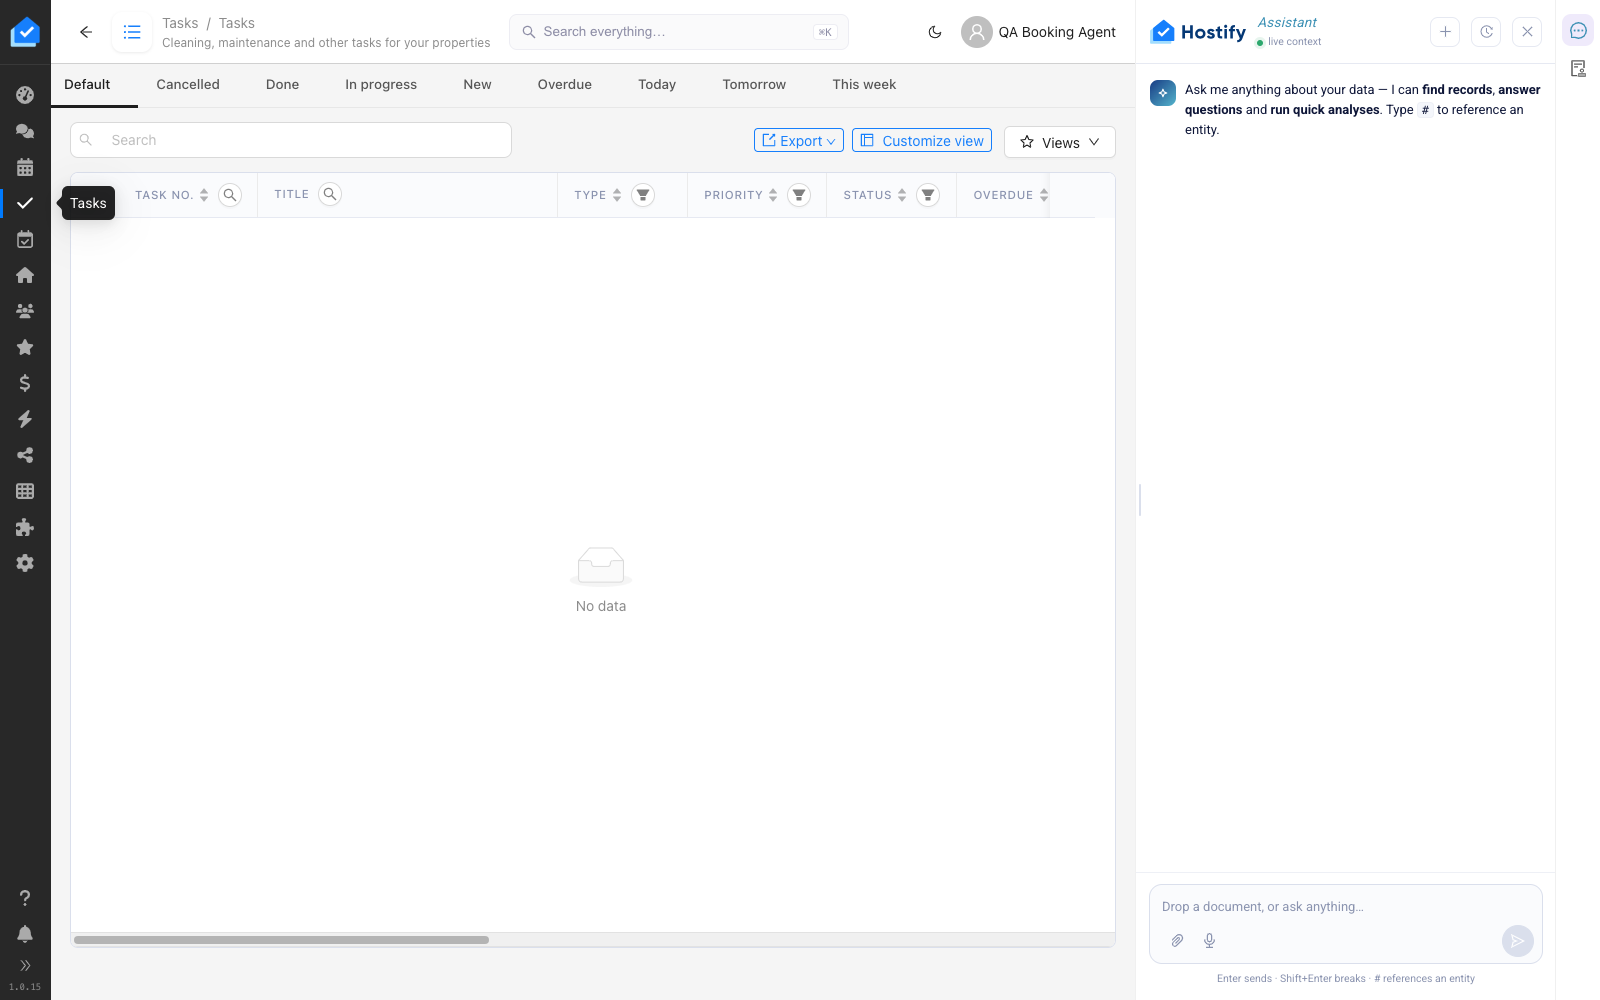 Tasks / Tasks
Cleaning, maintenance and other tasks for your properties
Search everything...
⌘K
QA Booking Agent
Default
Cancelled
Done
In progress
New
Overdue
Today
Tomorrow
This week
Search
Export
Customize view
Views
Tasks
TASK NO.
TITLE
TYPE
PRIORITY
STATUS
OVERDUE
No data
1.0.15
Hostify
Assistant
live context
Ask me anything about your data — I can find records, answer
questions and run quick analyses. Type # to reference an
entity.
Drop a document, or ask anything...
Enter sends · Shift+Enter breaks · # references an entity